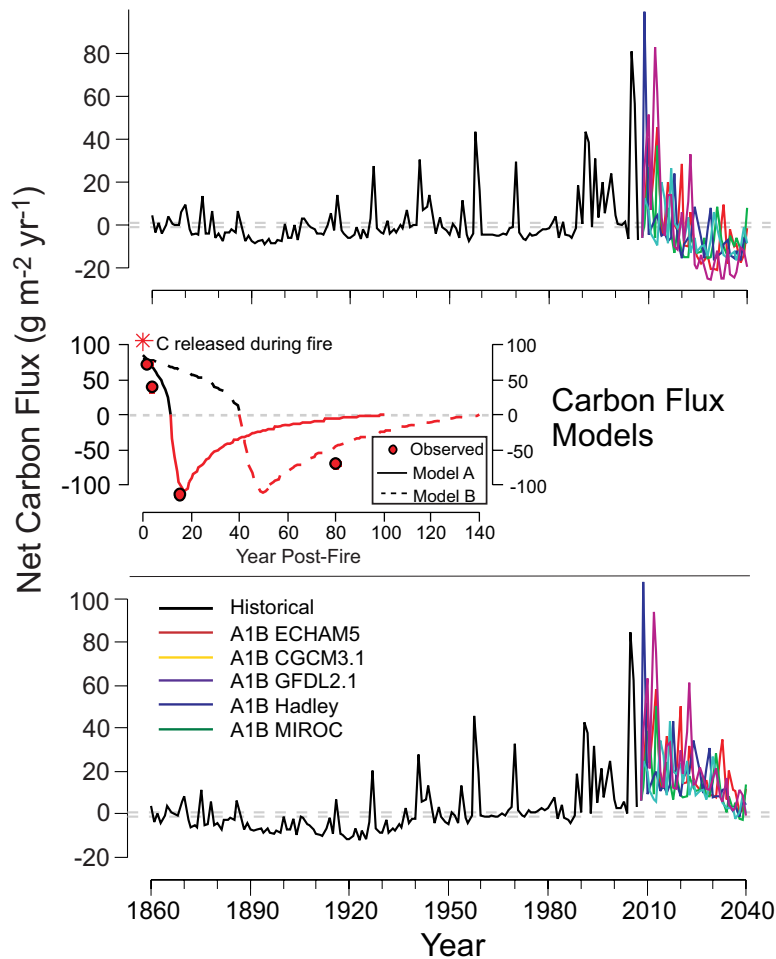 Net Carbon Flux (g m-2 yr-1)
80
60
40
20
0
-20
C released during fire
100
50
0
-50
-100
100
50
0
-50
-100
Observed
Model A
Model B
0 20 40 60 80 100 120 140
Year Post-Fire
Carbon Flux
Models
100
80
60
40
20
0
-20
Historical
A1B ECHAM5
A1B CGCM3.1
A1B GFDL2.1
A1B Hadley
A1B MIROC
1860 1890 1920 1950 1980 2010 2040
Year